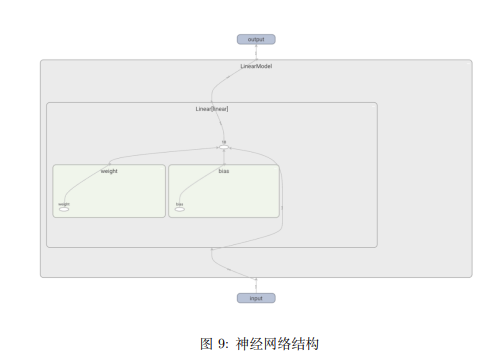 output
LinearModel
Linear[linear]
weight
bias
weight
bias
input
图 9: 神经网络结构